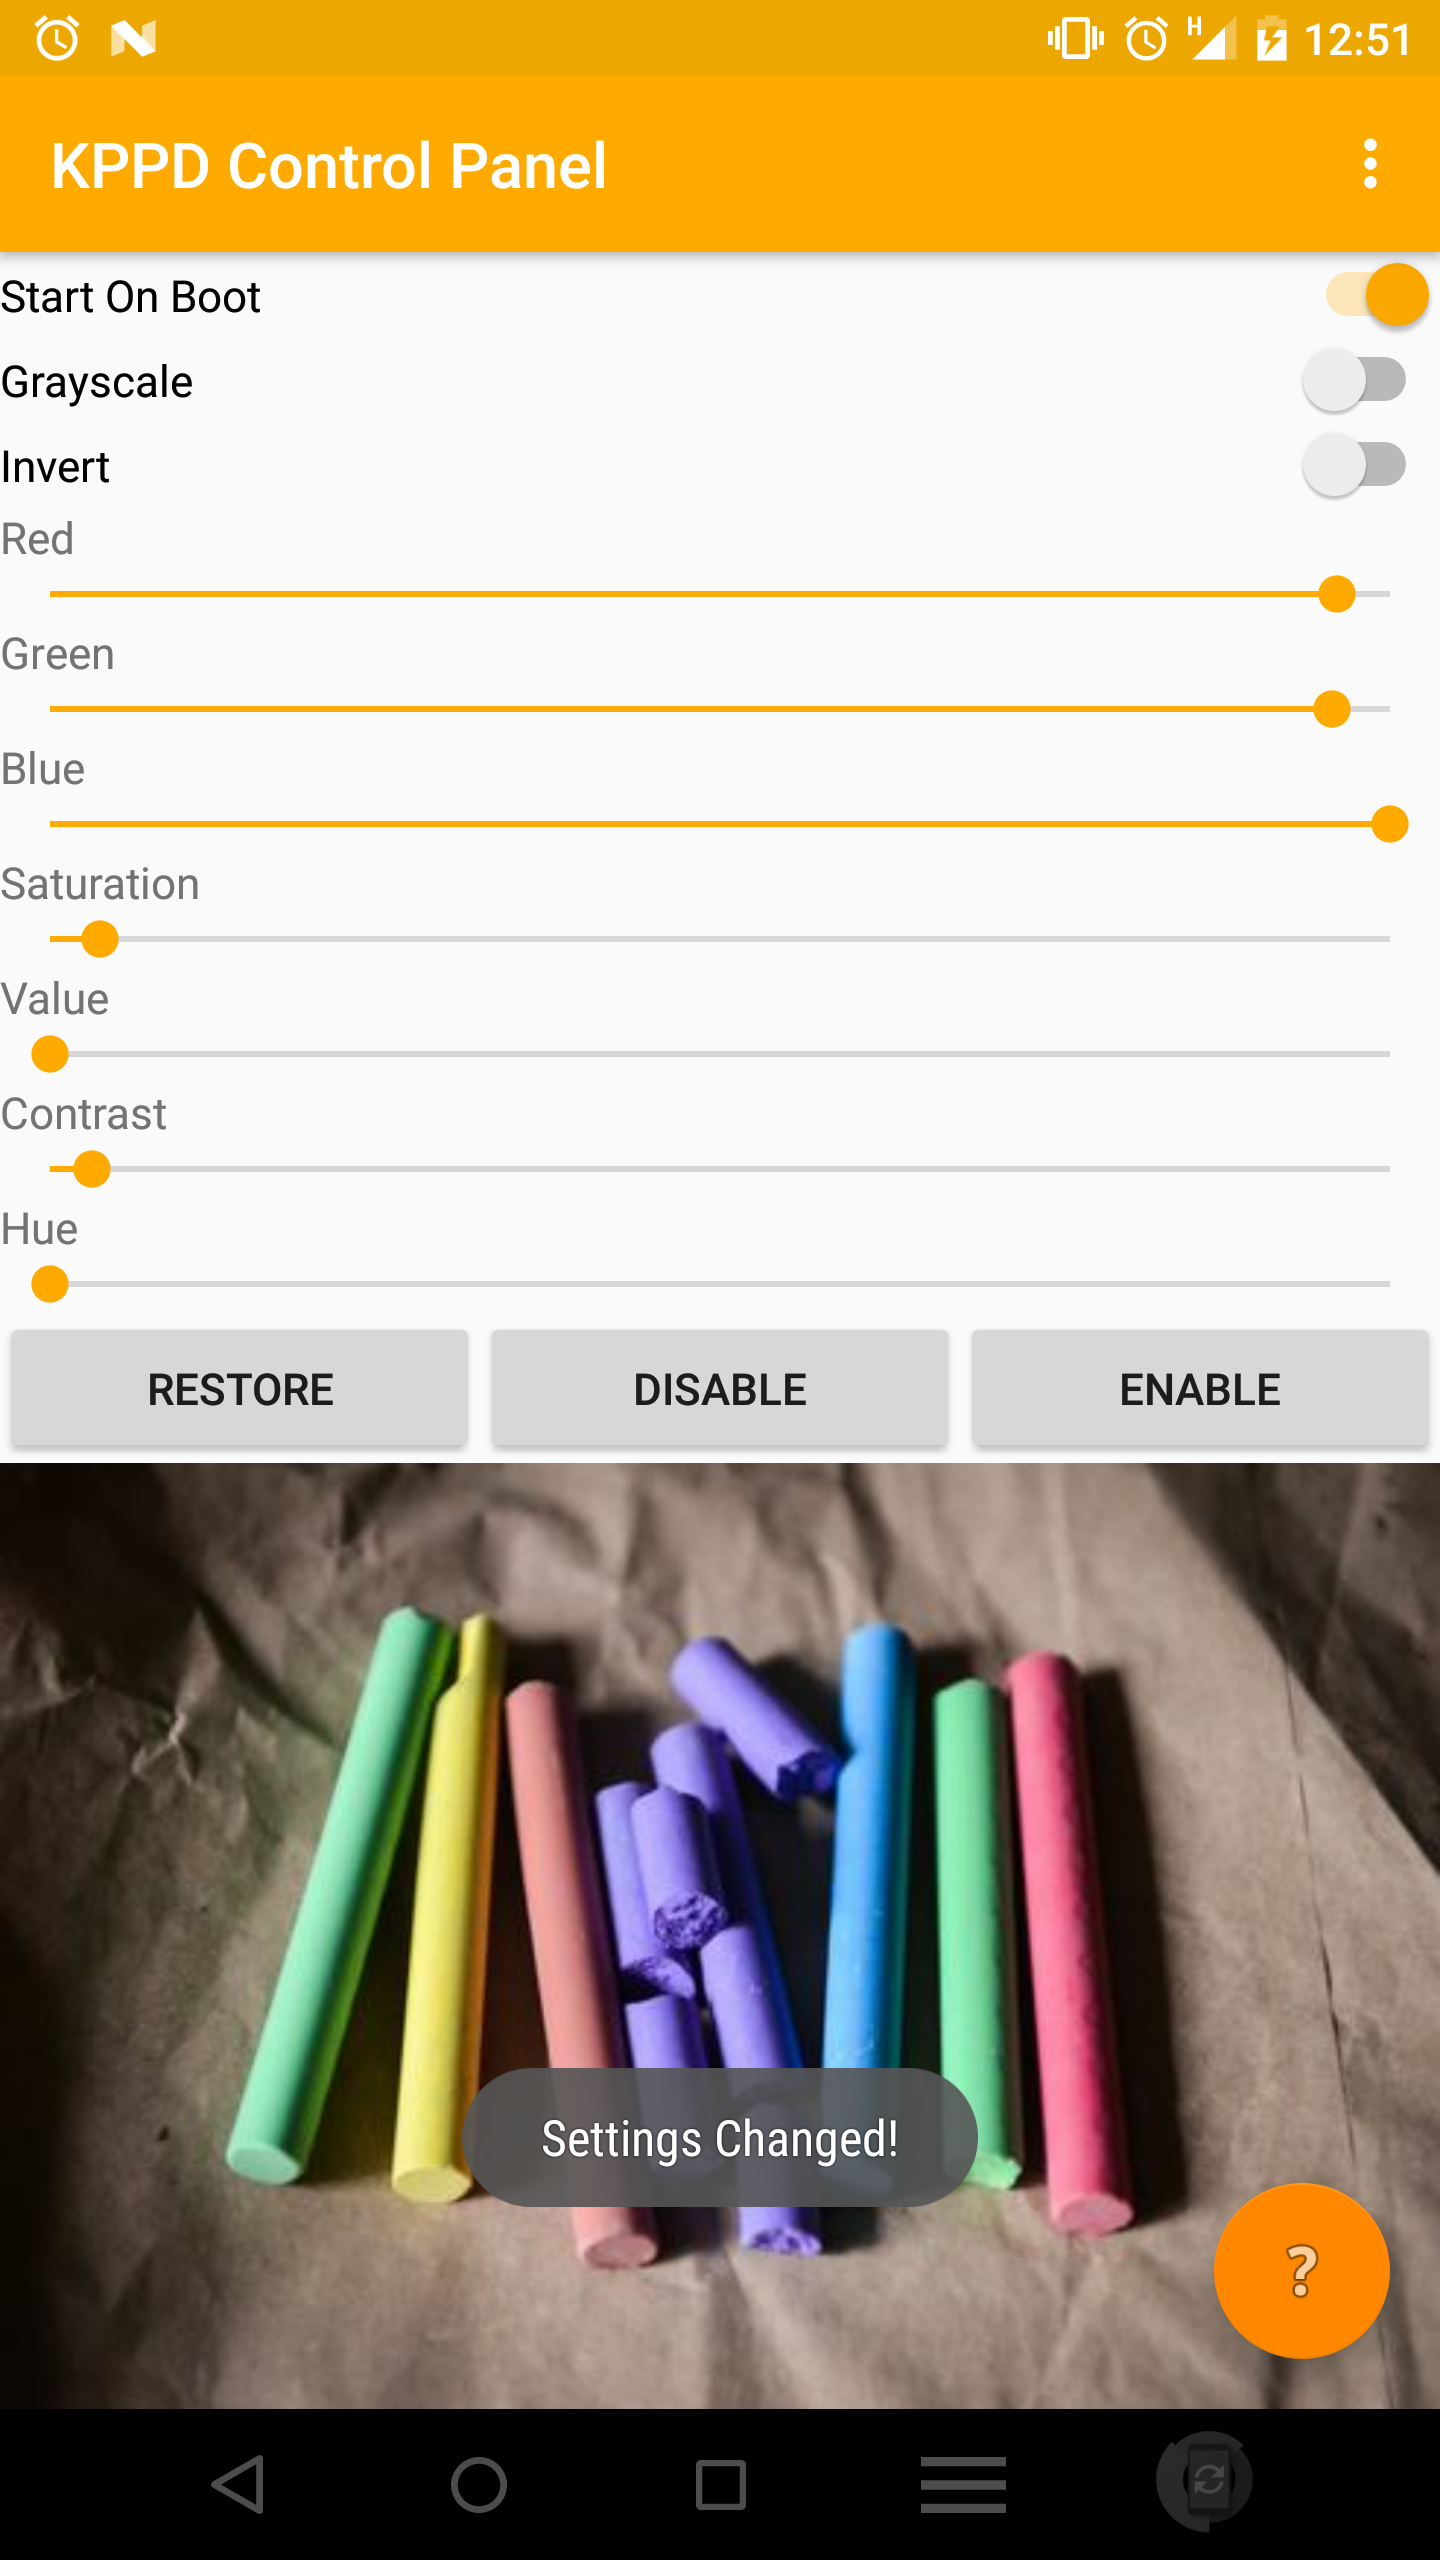 H 12:51
KPPD Control Panel
Start On Boot
Grayscale
Invert
Red
Green
Blue
Saturation
Value
Contrast
Hue
RESTORE DISABLE ENABLE
Settings Changed!
?